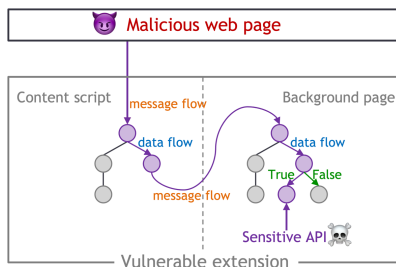 Malicious web page
Content script
Background page
message flow
data flow
data flow
True
False
message flow
Sensitive API
Vulnerable extension